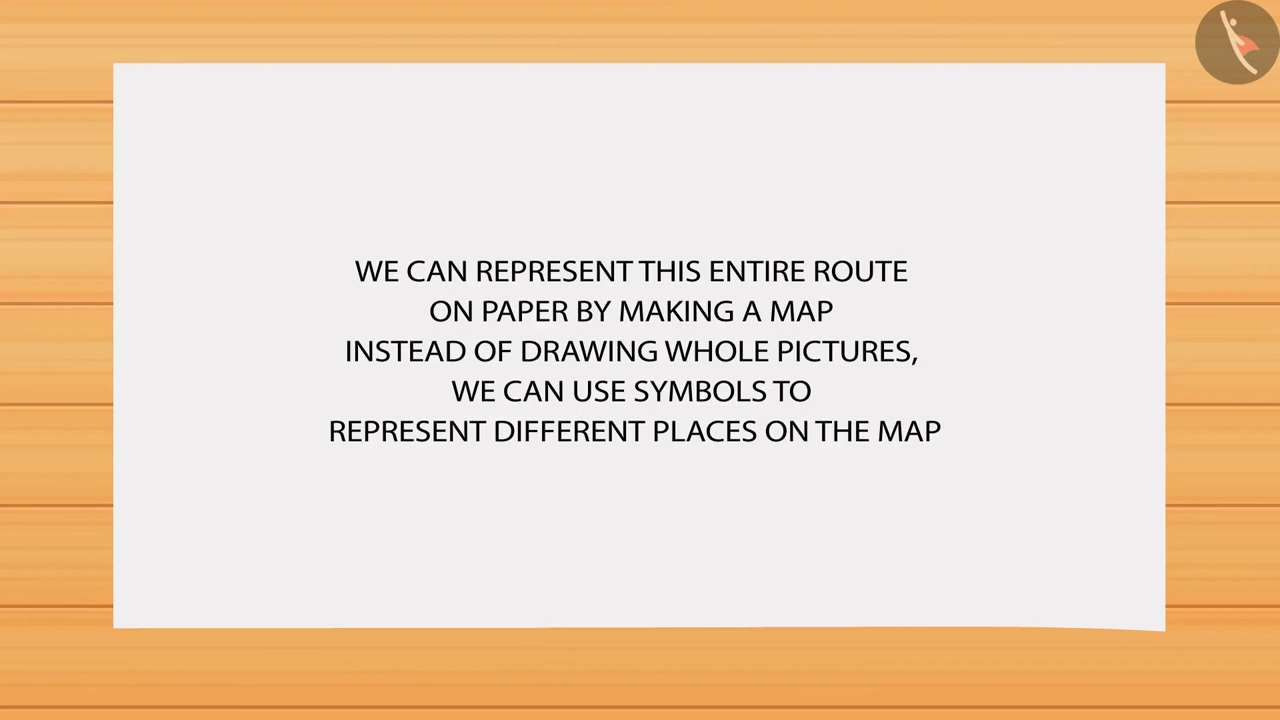 WE CAN REPRESENT THIS ENTIRE ROUTE
ON PAPER BY MAKING A MAP
INSTEAD OF DRAWING WHOLE PICTURES,
WE CAN USE SYMBOLS TO
REPRESENT DIFFERENT PLACES ON THE MAP